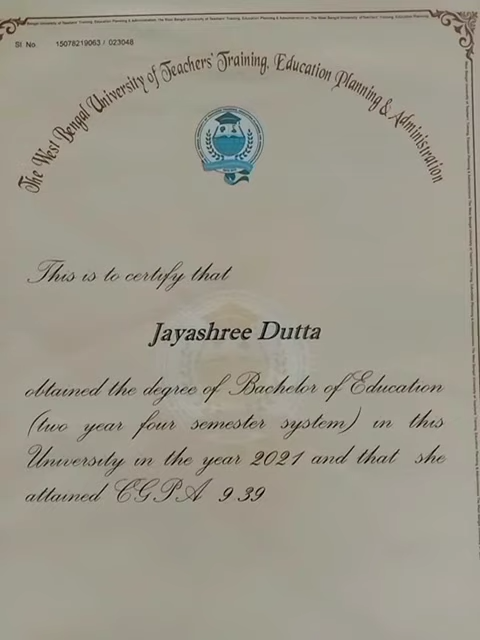 Sl. No. 15078219063 / 023048
The West Bengal University of Teachers' Training, Education Planning & Administration
This is to certify that
Jayashree Dutta
obtained the degree of Bachelor of Education
(two year four semester system) in this
University in the year 2021 and that she
attained CGPA 9.39